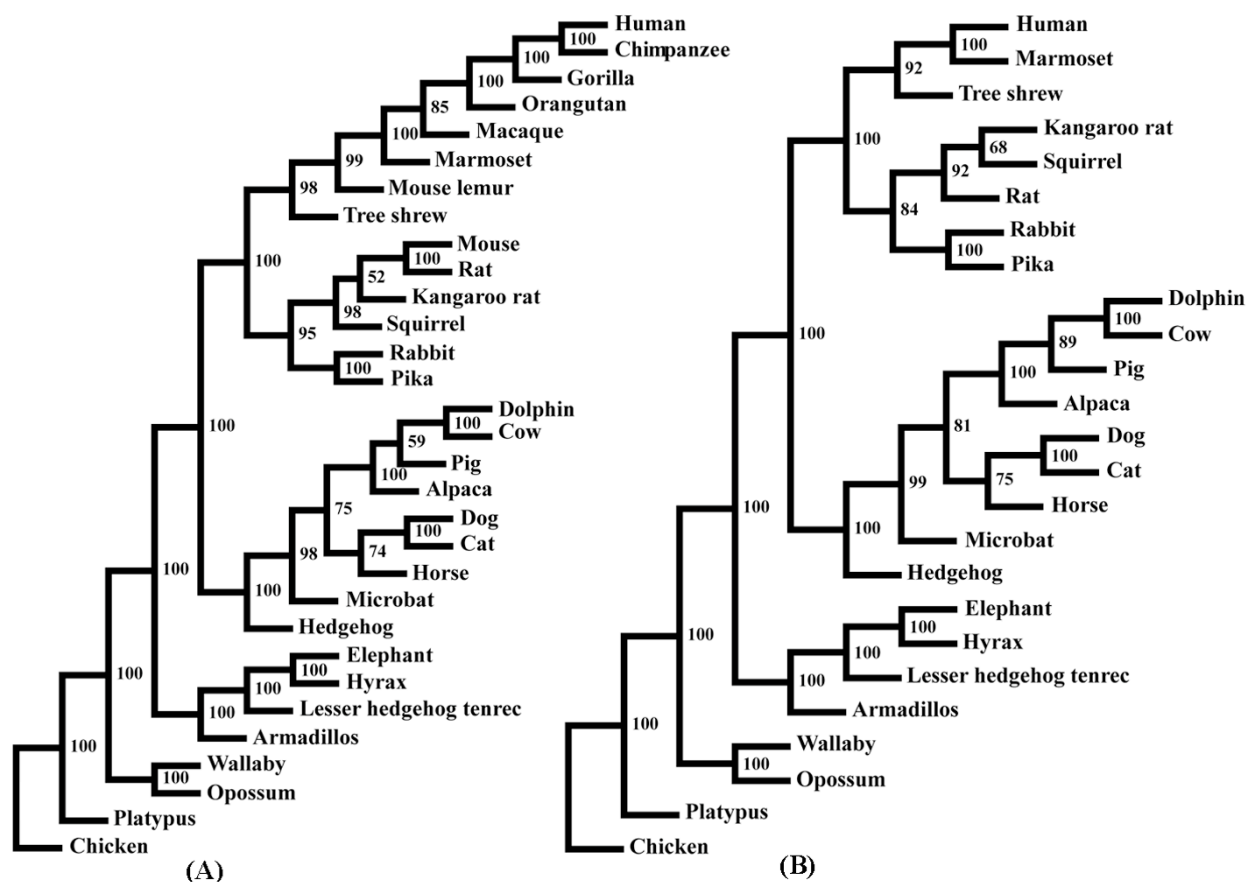 Human
100
Chimpanzee
100
Gorilla
100
Orangutan
85
Macaque
100
Marmoset
99
Mouse lemur
98
Tree shrew
100
Mouse
100
Rat
52
Kangaroo rat
98
Squirrel
95
Rabbit
100
Pika
100
Dolphin
100
Cow
59
Pig
100
Alpaca
75
Dog
100
Cat
74
Horse
98
Microbat
100
Hedgehog
100
Elephant
100
Hyrax
100
Lesser hedgehog tenrec
100
Armadillos
100
Wallaby
100
Opossum
100
Platypus
Chicken
(A)
Human
100
Marmoset
92
Tree shrew
100
Kangaroo rat
68
Squirrel
92
Rat
84
Rabbit
100
Pika
100
Dolphin
100
Cow
89
Pig
100
Alpaca
81
Dog
100
Cat
75
Horse
99
Microbat
100
Hedgehog
100
Elephant
100
Hyrax
100
Lesser hedgehog tenrec
100
Armadillos
100
Wallaby
100
Opossum
100
Platypus
Chicken
(B)